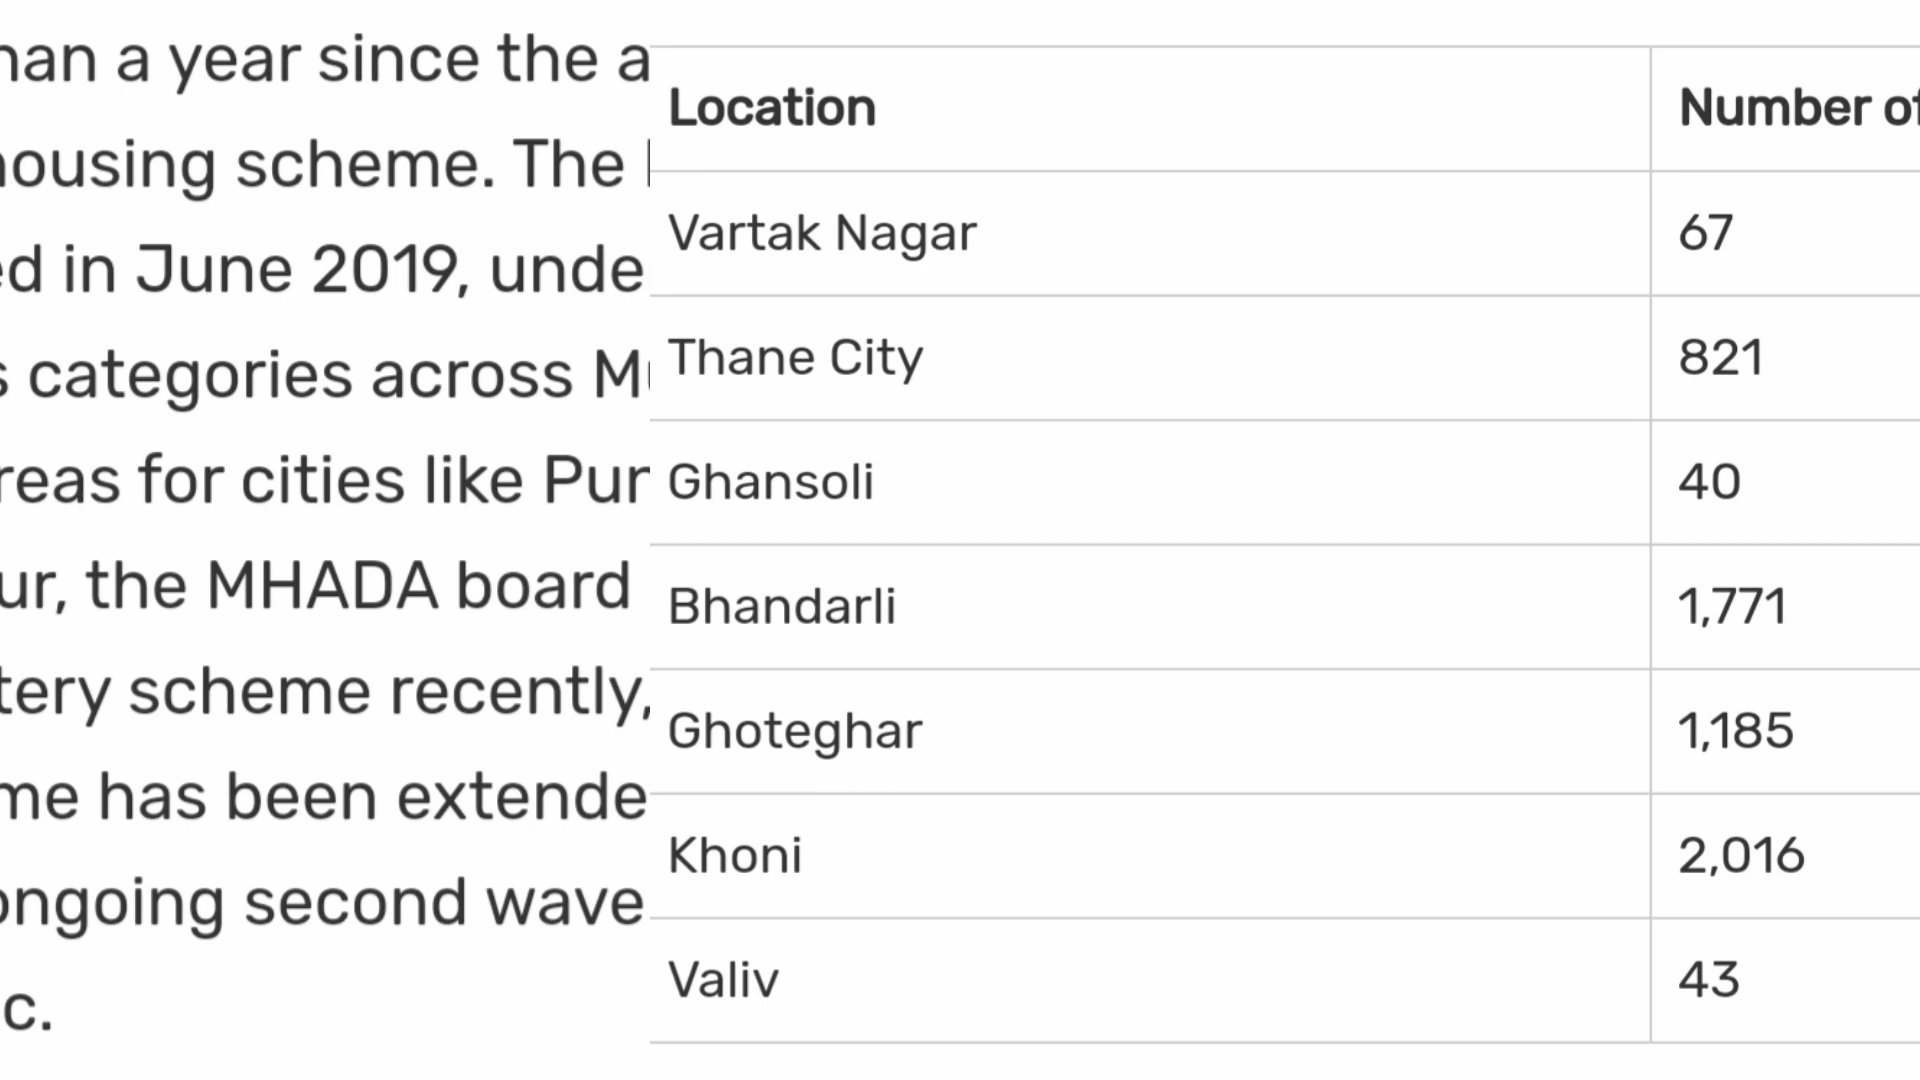 han a year since the a
housing scheme. The
ed in June 2019, unde
s categories across M
reas for cities like Pur
ur, the MHADA board
tery scheme recently,
me has been extende
ongoing second wave
c.
Location Number of
Vartak Nagar 67
Thane City 821
Ghansoli 40
Bhandarli 1,771
Ghoteghar 1,185
Khoni 2,016
Valiv 43